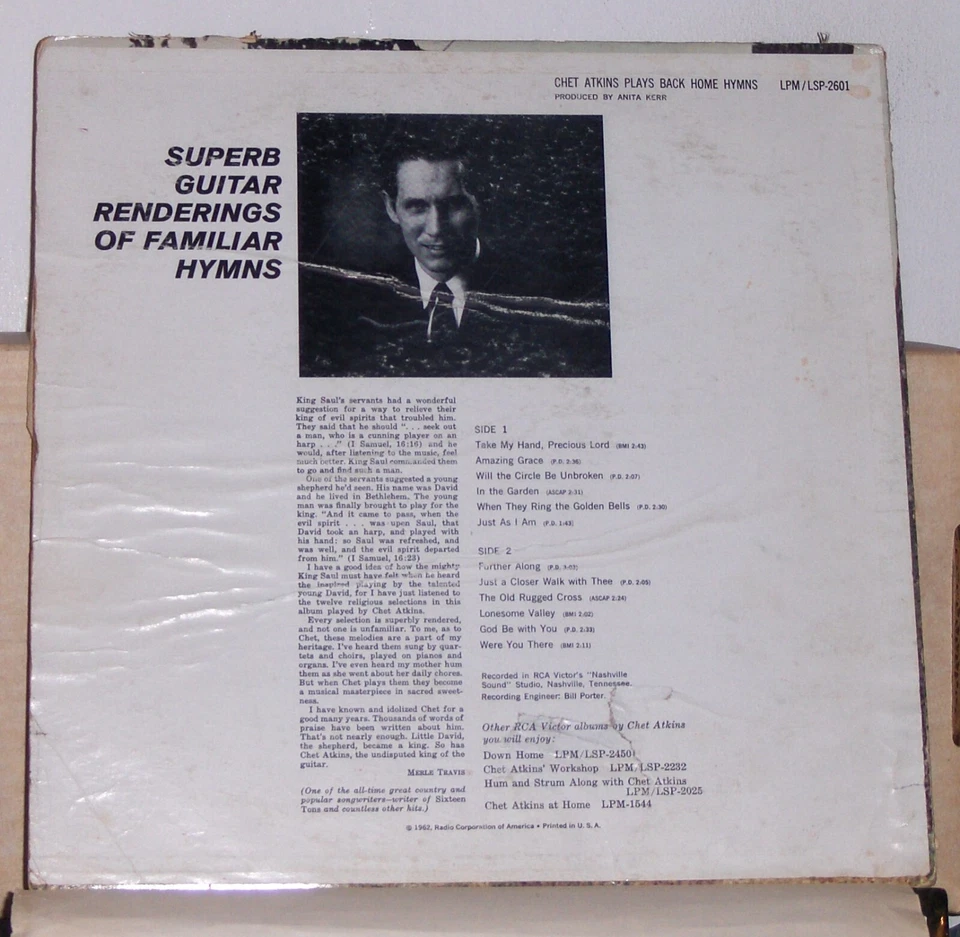 CHET ATKINS PLAYS BACK HOME HYMNS LPM/LSP-2601
PRODUCED BY ANITA KERR
SUPERB
GUITAR
RENDERINGS
OF FAMILIAR
HYMNS
King Saul's servants had a wonderful
suggestion for a way to relieve their
king of evil spirits that troubled him.
They said that he should ". . . seek out
a man, who is a cunning player on an
harp . . ." (I Samuel, 16:16) and he
would, after listening to the music, feel
much better. King Saul commanded them
to go and find such a man.
One of the servants suggested a young
shepherd he'd seen. His name was David
and he lived in Bethlehem. The young
man was finally brought to play for the
king. "And it came to pass, when the
evil spirit . . . was upon Saul, that
David took an harp, and played with
his hand: so Saul was refreshed, and
was well, and the evil spirit departed
from him." (I Samuel, 16:23)
I have a good idea of how the mighty
King Saul must have felt when he heard
the inspired playing by the talented
young David, for I have just listened to
the twelve religious selections in this
album played by Chet Atkins.
Every selection is superbly rendered,
and not one is unfamiliar. To me, as to
Chet, these melodies are a part of my
heritage. I've heard them sung by quar-
tets and choirs, played on pianos and
organs. I've even heard my mother hum
them as she went about her daily chores.
But when Chet plays them they become
a musical masterpiece in sacred sweet-
ness.
I have known and idolized Chet for a
good many years. Thousands of words of
praise have been written about him.
That's not nearly enough. Little David,
the shepherd, became a king. So has
Chet Atkins, the undisputed king of the
guitar.
MERLE TRAVIS
(One of the all-time great country and
popular songwriters—writer of Sixteen
Tons and countless other hits.)
SIDE 1
Take My Hand, Precious Lord (BMI 2:43)
Amazing Grace (P.D. 2:36)
Will the Circle Be Unbroken (P.D. 2:07)
In the Garden (ASCAP 2:31)
When They Ring the Golden Bells (P.D. 2:30)
Just As I Am (P.D. 1:43)
SIDE 2
Further Along (P.D. 3:03)
Just a Closer Walk with Thee (P.D. 2:05)
The Old Rugged Cross (ASCAP 2:24)
Lonesome Valley (BMI 2:02)
God Be with You (P.D. 2:33)
Were You There (BMI 2:11)
Recorded in RCA Victor's "Nashville
Sound" Studio, Nashville, Tennessee.
Recording Engineer: Bill Porter.
Other RCA Victor albums by Chet Atkins
you will enjoy:
Down Home LPM/LSP-2450
Chet Atkins' Workshop LPM/LSP-2232
Hum and Strum Along with Chet Atkins
LPM/LSP-2025
Chet Atkins at Home LPM-1544
© 1962, Radio Corporation of America • Printed in U. S. A.